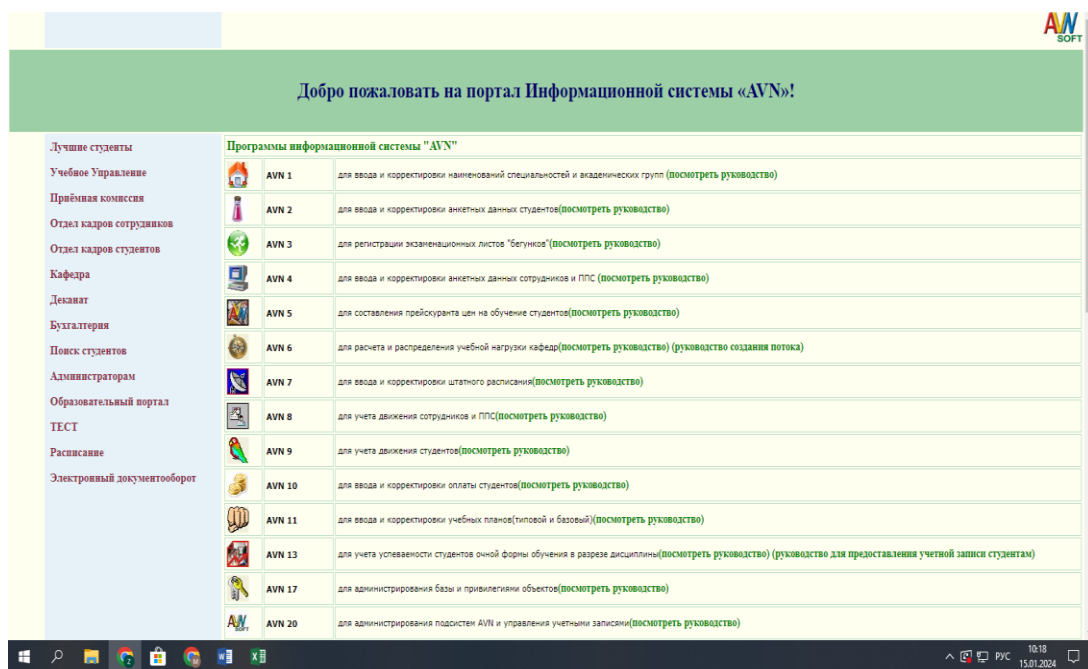 AVN
SOFT
Добро пожаловать на портал Информационной системы «AVN»!
Лучшие студенты
Учебное Управление
Приёмная комиссия
Отдел кадров сотрудников
Отдел кадров студентов
Кафедра
Деканат
Бухгалтерия
Поиск студентов
Администраторам
Образовательный портал
ТЕСТ
Расписание
Электронный документооборот
Программы информационной системы "AVN"
AVN 1 для ввода и корректировки наименований специальностей и академических групп (посмотреть руководство)
AVN 2 для ввода и корректировки анкетных данных студентов(посмотреть руководство)
AVN 3 для регистрации экзаменационных листов "бегунков"(посмотреть руководство)
AVN 4 для ввода и корректировки анкетных данных сотрудников и ППС (посмотреть руководство)
AVN 5 для составления прейскуранта цен на обучение студентов(посмотреть руководство)
AVN 6 для расчета и распределения учебной нагрузки кафедр(посмотреть руководство) (руководство создания потока)
AVN 7 для ввода и корректировки штатного расписания(посмотреть руководство)
AVN 8 для учета движения сотрудников и ППС(посмотреть руководство)
AVN 9 для учета движения студентов(посмотреть руководство)
AVN 10 для ввода и корректировки оплаты студентов(посмотреть руководство)
AVN 11 для ввода и корректировки учебных планов(типовой и базовый)(посмотреть руководство)
AVN 13 для учета успеваемости студентов очной формы обучения в разрезе дисциплины(посмотреть руководство) (руководство для предоставления учетной записи студентам)
AVN 17 для администрирования базы и привилегиями объектов(посмотреть руководство)
AVN 20 для администрирования подсистем AVN и управления учетными записями(посмотреть руководство)
РУС
10:18
15.01.2024